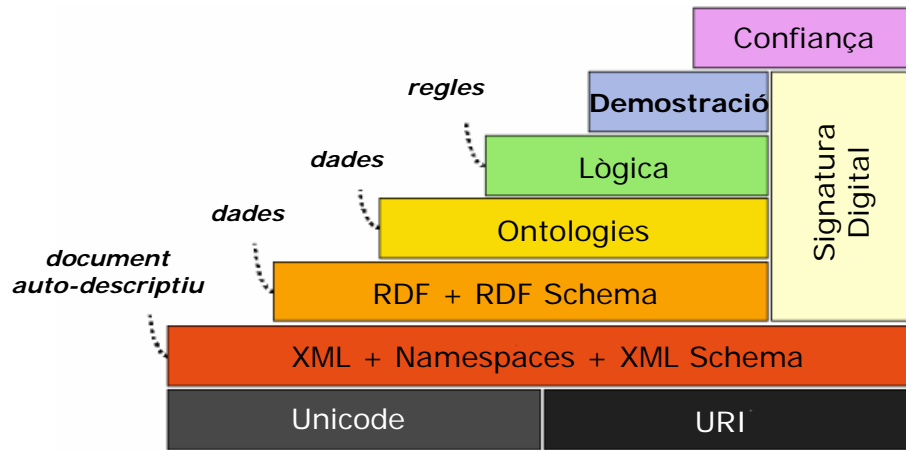 Confiança
regles
Demostració
dades
Lògica
dades
Ontologies
Signatura
Digital
document
auto-descriptiu
RDF + RDF Schema
XML + Namespaces + XML Schema
Unicode
URI